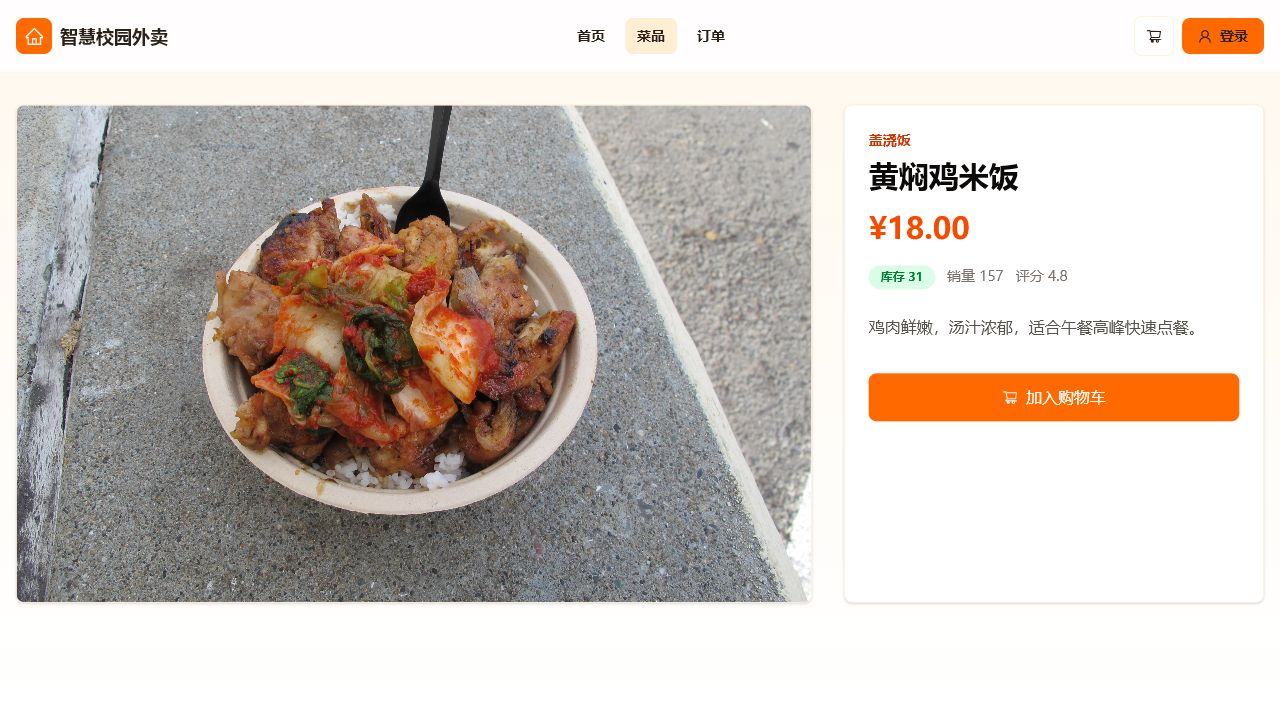 智慧校园外卖
首页
菜品
订单
登录
盖浇饭
黄焖鸡米饭
¥18.00
库存 31
销量 157
评分 4.8
鸡肉鲜嫩，汤汁浓郁，适合午餐高峰快速点餐。
加入购物车